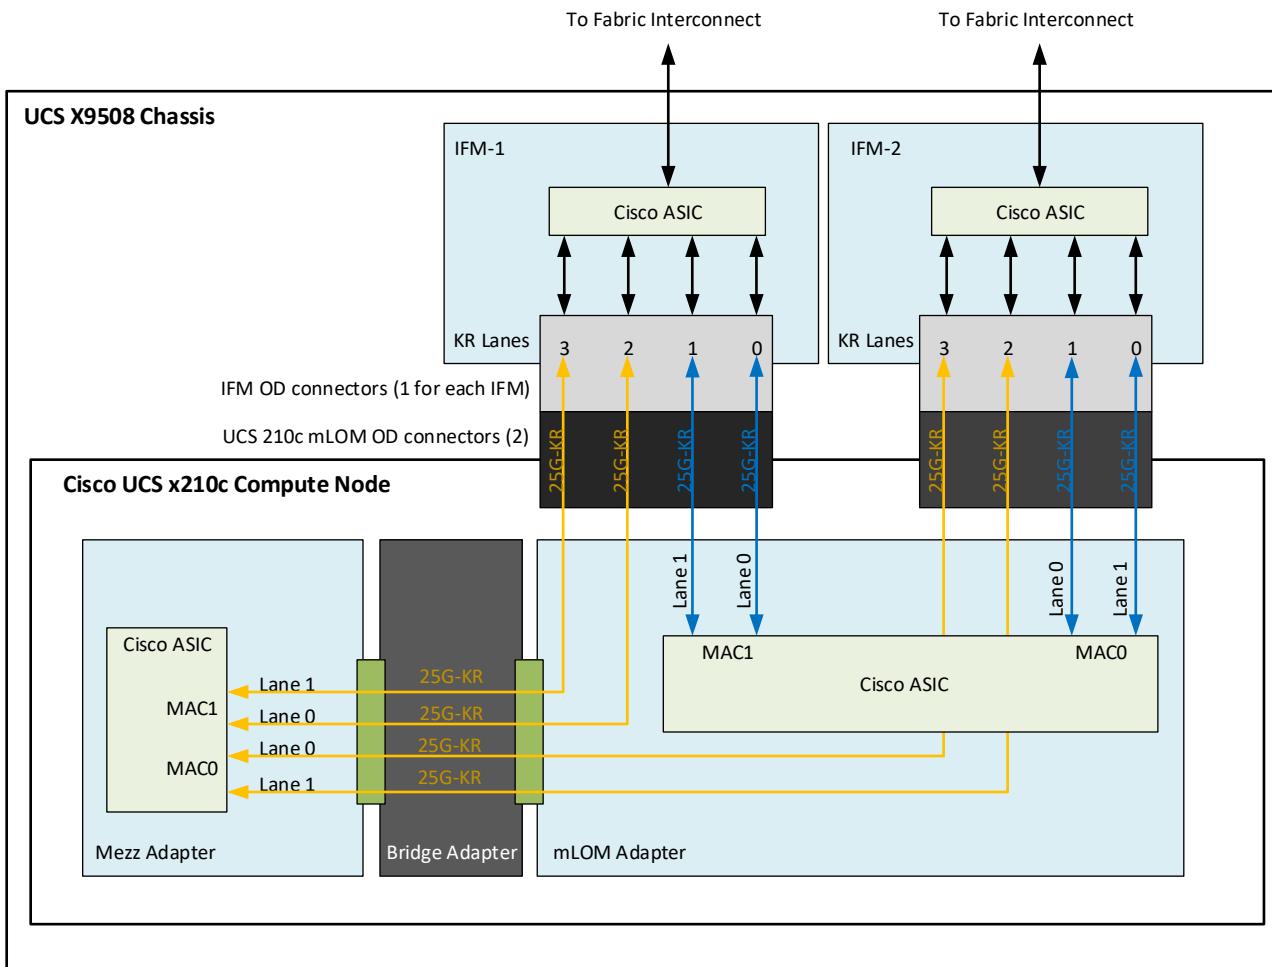 To Fabric Interconnect
To Fabric Interconnect
UCS X9508 Chassis
IFM-1
IFM-2
Cisco ASIC
Cisco ASIC
KR Lanes
3
2
1
0
KR Lanes
3
2
1
0
IFM OD connectors (1 for each IFM)
UCS 210c mLOM OD connectors (2)
25G-KR
25G-KR
25G-KR
25G-KR
25G-KR
25G-KR
25G-KR
25G-KR
Cisco UCS x210c Compute Node
Lane 1
Lane 0
Lane 0
Lane 1
MAC1
MAC0
Cisco ASIC
Cisco ASIC
MAC1
MAC0
Lane 1
25G-KR
Lane 0
25G-KR
Lane 0
25G-KR
Lane 1
25G-KR
Mezz Adapter
Bridge Adapter
mLOM Adapter